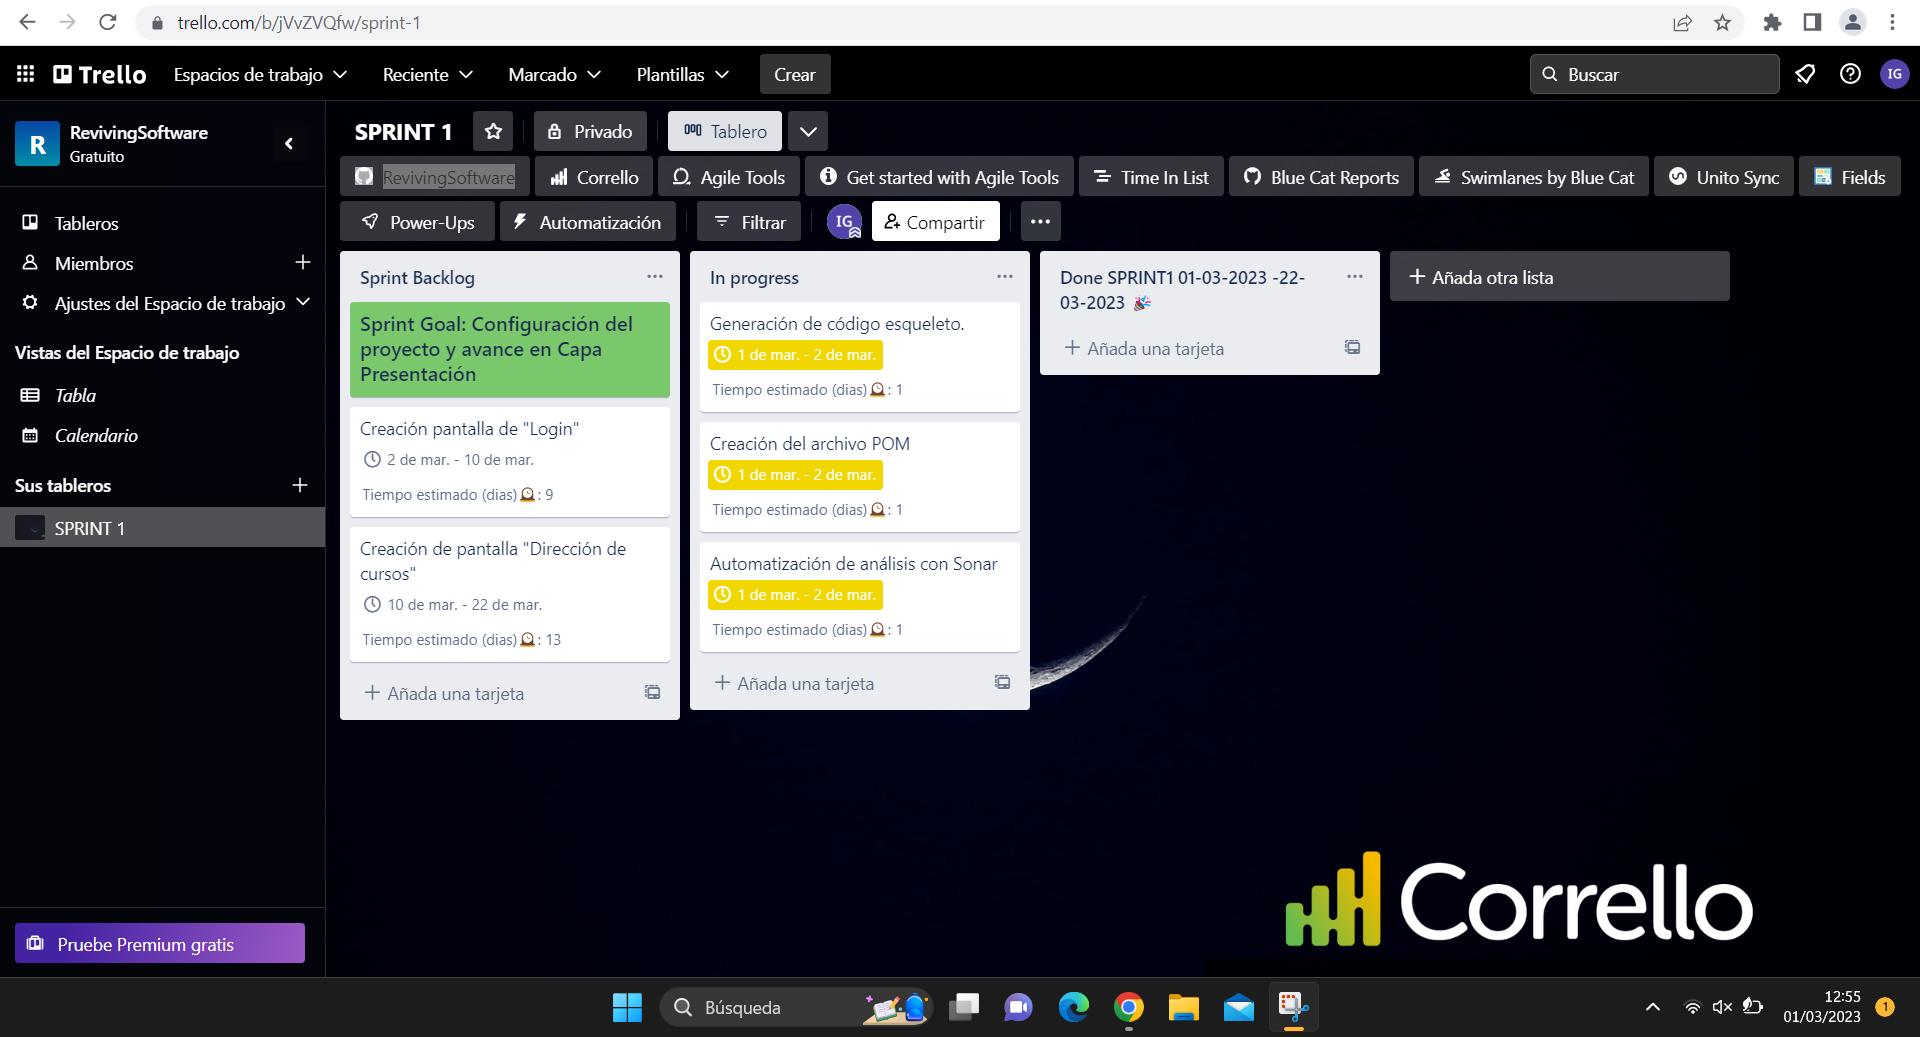 trello.com/b/jVvZVQfw/sprint-1
Trello
Espacios de trabajo
Reciente
Marcado
Plantillas
Crear
Buscar
IG
R
RevivingSoftware
Gratuito
SPRINT 1
Privado
Tablero
RevivingSoftware
Corrello
Agile Tools
Get started with Agile Tools
Time In List
Blue Cat Reports
Swimlanes by Blue Cat
Unito Sync
Fields
Power-Ups
Automatización
Filtrar
IG
Compartir
Tableros
Miembros
Ajustes del Espacio de trabajo
Vistas del Espacio de trabajo
Tabla
Calendario
Sus tableros
SPRINT 1
Pruebe Premium gratis
Sprint Backlog
Sprint Goal: Configuración del
proyecto y avance en Capa
Presentación
Creación pantalla de "Login"
2 de mar. - 10 de mar.
Tiempo estimado (dias) 🕰: 9
Creación de pantalla "Dirección de
cursos"
10 de mar. - 22 de mar.
Tiempo estimado (dias) 🕰: 13
+ Añada una tarjeta
In progress
Generación de código esqueleto.
1 de mar. - 2 de mar.
Tiempo estimado (dias) 🕰: 1
Creación del archivo POM
1 de mar. - 2 de mar.
Tiempo estimado (dias) 🕰: 1
Automatización de análisis con Sonar
1 de mar. - 2 de mar.
Tiempo estimado (dias) 🕰: 1
+ Añada una tarjeta
Done SPRINT1 01-03-2023 -22-
03-2023 🎉
+ Añada una tarjeta
+ Añada otra lista
Corrello
Búsqueda
12:55
01/03/2023
1